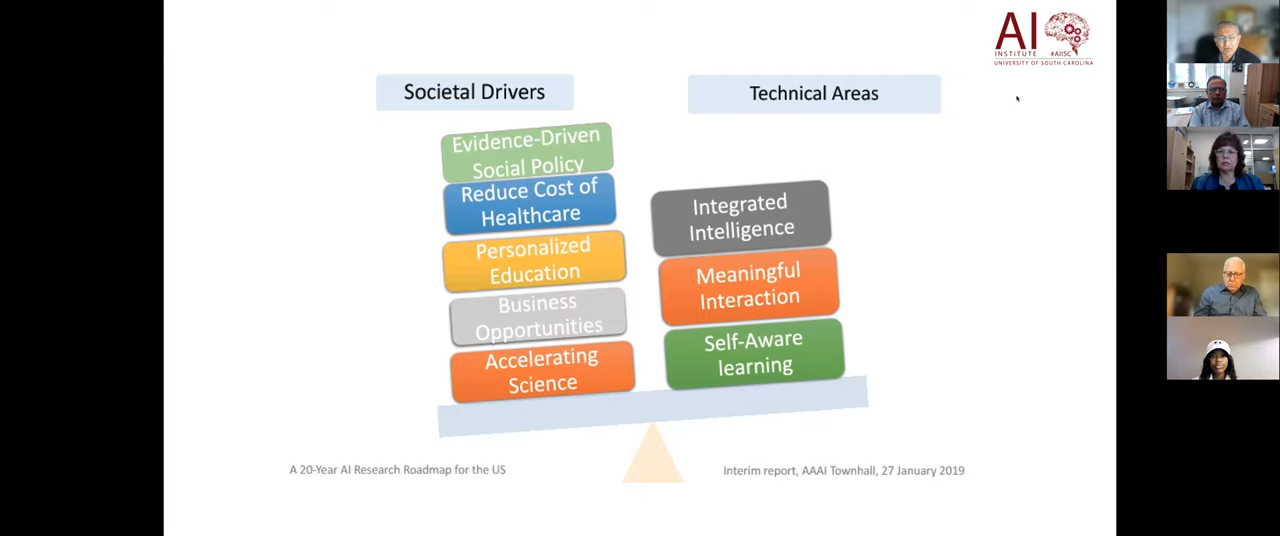 AI
INSTITUTE
#AIISC
UNIVERSITY OF SOUTH CAROLINA
Societal Drivers
Technical Areas
Evidence-Driven
Social Policy
Reduce Cost of
Healthcare
Personalized
Education
Business
Opportunities
Accelerating
Science
Integrated
Intelligence
Meaningful
Interaction
Self-Aware
learning
A 20-Year AI Research Roadmap for the US
Interim report, AAAI Townhall, 27 January 2019